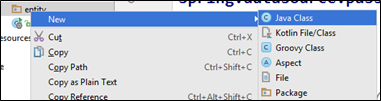 entity
New
Cut Ctrl+X
Copy Ctrl+C
Copy Path Ctrl+Shift+C
Copy as Plain Text
Copy Reference Ctrl+Alt+Shift+C
Java Class
Kotlin File/Class
Groovy Class
Aspect
File
Package